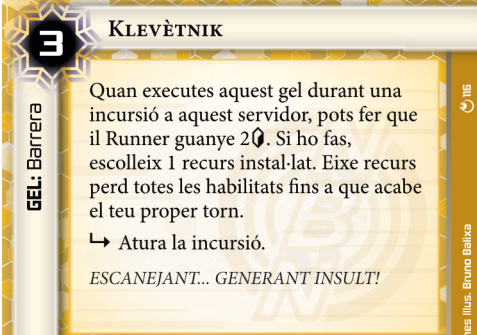 3
KLEVÈTNIK
Quan executes aquest gel durant una
incursió a aquest servidor, pots fer que
il Runner guanye 2. Si ho fas,
escolleix 1 recurs instal·lat. Eixe recurs
perd totes les habilitats fins a que acabe
el teu proper torn.
↳ Atura la incursió.
ESCANEJANT... GENERANT INSULT!
GEL: Barrera
116
Illus. Bruno Balixa